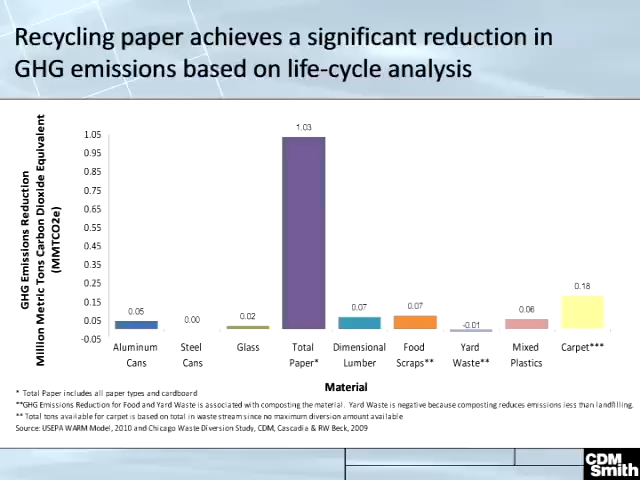 Recycling paper achieves a significant reduction in
GHG emissions based on life-cycle analysis
GHG Emissions Reduction
Million Metric Tons Carbon Dioxide Equivalent
(MMTCO2e)
1.05
0.95
0.85
0.75
0.65
0.55
0.45
0.35
0.25
0.15
0.05
-0.05
0.05
0.00
0.02
1.03
0.07
0.07
-0.01
0.06
0.18
Aluminum Cans
Steel Cans
Glass
Total Paper*
Dimensional Lumber
Food Scraps**
Yard Waste**
Mixed Plastics
Carpet***
Material
* Total Paper includes all paper types and cardboard
**GHG Emissions Reduction for Food and Yard Waste is associated with composting the material. Yard Waste is negative because composting reduces emissions less than landfilling.
** Total tons available for carpet is based on total in waste stream since no maximum diversion amount available
Source: USEPA WARM Model, 2010 and Chicago Waste Diversion Study, CDM, Cascadia & RW Beck, 2009
CDM
Smith